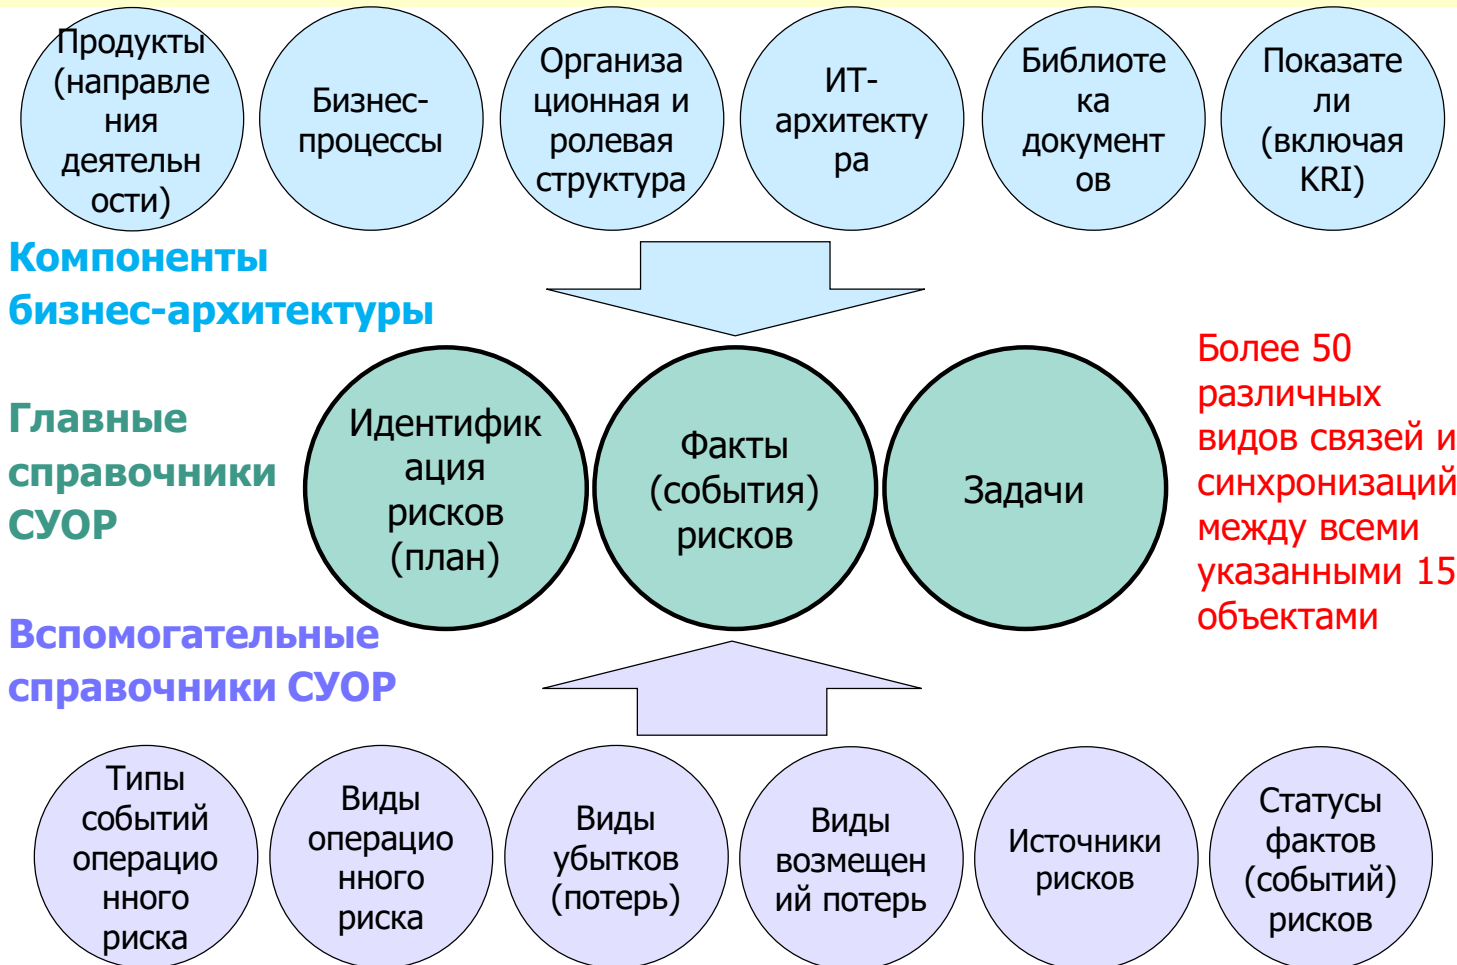 Продукты
(направле
ния
деятельн
ости)
Бизнес-
процессы
Организа
ционная и
ролевая
структура
ИТ-
архитекту
ра
Библиоте
ка
документ
ов
Показате
ли
(включая
KRI)
Компоненты
бизнес-архитектуры
Главные
справочники
СУОР
Идентифик
ация
рисков
(план)
Факты
(события)
рисков
Задачи
Более 50
различных
видов связей и
синхронизаций
между всеми
указанными 15
объектами
Вспомогательные
справочники СУОР
Типы
событий
операцио
нного
риска
Виды
операцио
нного
риска
Виды
убытков
(потерь)
Виды
возмещен
ий потерь
Источники
рисков
Статусы
фактов
(событий)
рисков